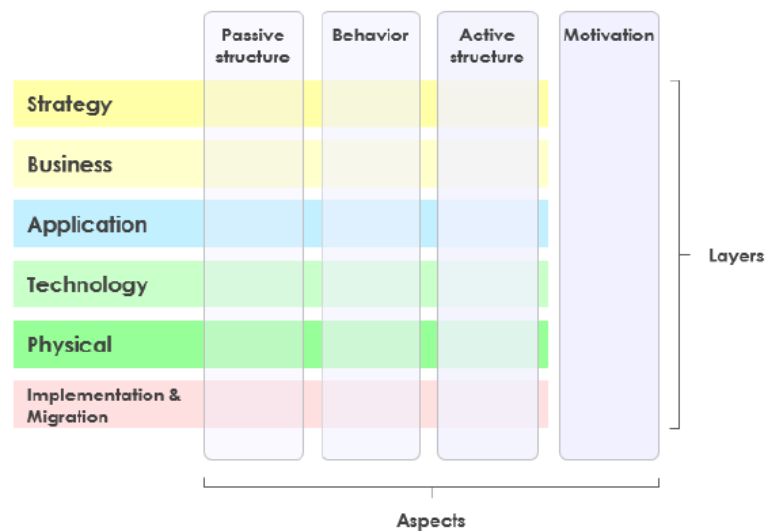 Passive
structure
Behavior
Active
structure
Motivation
Strategy
Business
Application
Technology
Physical
Implementation &
Migration
Layers
Aspects